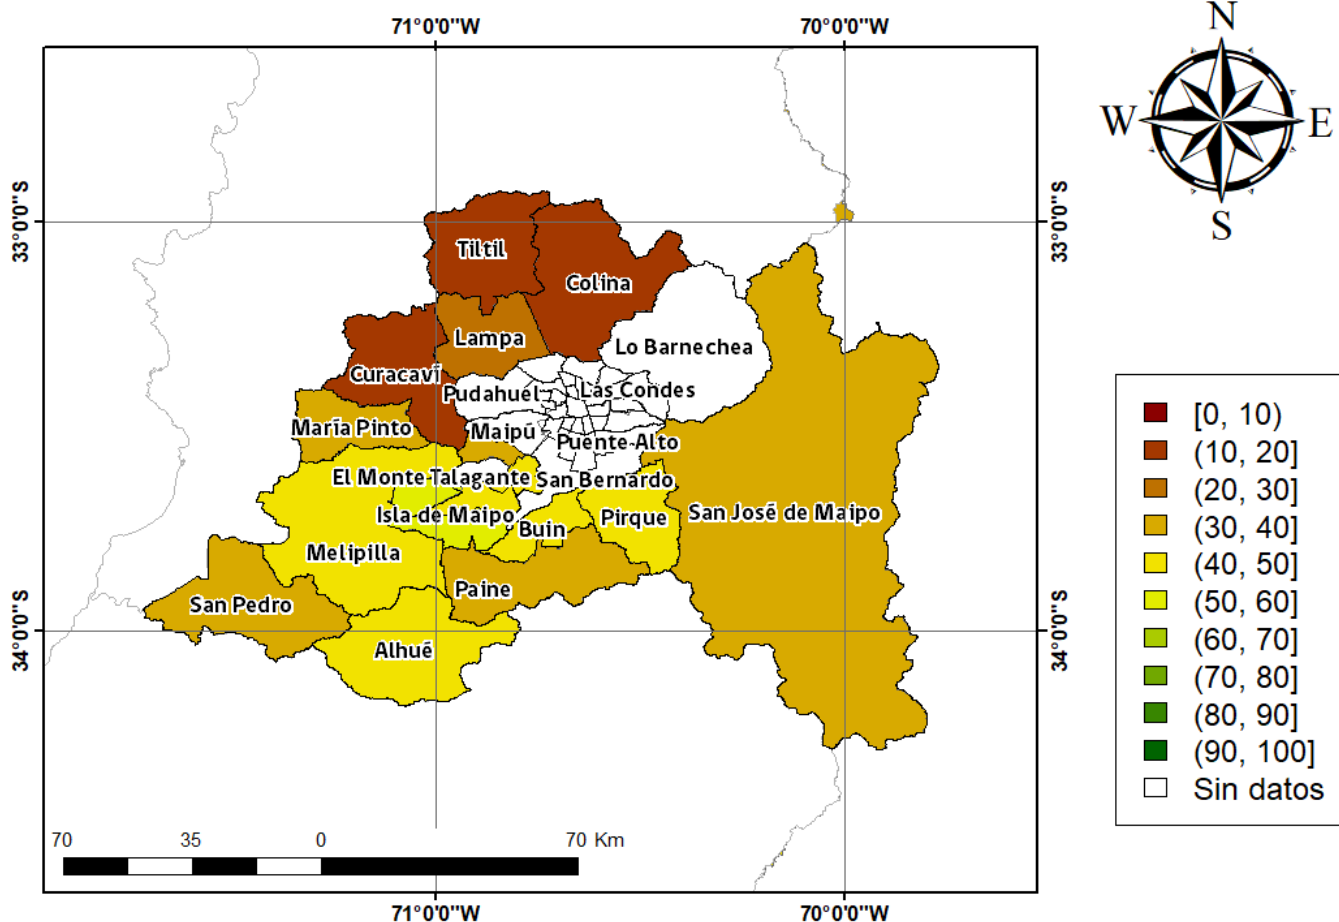 71°0'0"W
70°0'0"W
N
W
E
S
33°0'0"S
33°0'0"S
Tiltil
Colina
Lampa
Lo Barnechea
Curacaví
Pudahuel
Las Condes
María Pinto
Maipú
Puente Alto
El Monte
Talagante
San Bernardo
Isla de Maipo
Buin
Pirque
San José de Maipo
Melipilla
Paine
San Pedro
Alhué
34°0'0"S
34°0'0"S
[0, 10)
(10, 20]
(20, 30]
(30, 40]
(40, 50]
(50, 60]
(60, 70]
(70, 80]
(80, 90]
(90, 100]
Sin datos
70 35 0 70 Km
71°0'0"W
70°0'0"W